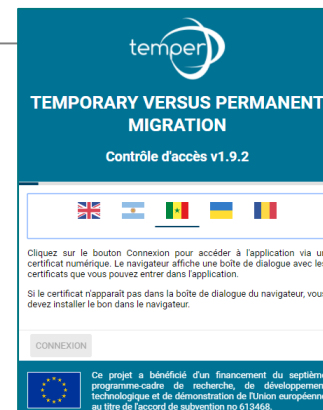 temper
TEMPORARY VERSUS PERMANENT
MIGRATION
Contrôle d'accès v1.9.2
Cliquez sur le bouton Connexion pour accéder à l'application via un
certificat numérique. Le navigateur affiche une boîte de dialogue avec les
certificats que vous pouvez entrer dans l'application.
Si le certificat n'apparaît pas dans la boîte de dialogue du navigateur, vous
devez installer le bon dans le navigateur.
CONNEXION
Ce projet a bénéficié d'un financement du septième
programme-cadre de recherche, de développement
technologique et de démonstration de l'Union européenne
au titre de l'accord de subvention no 613468.